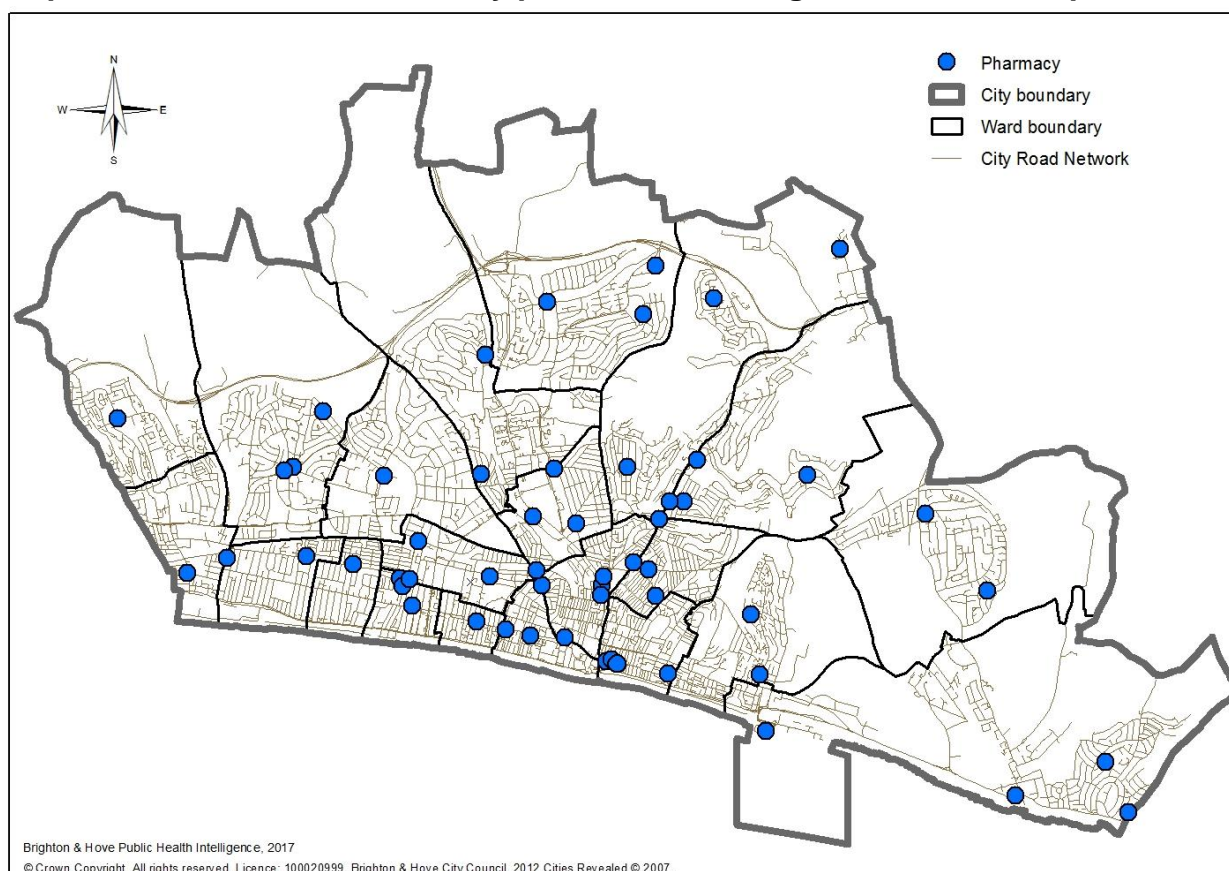 N
W E
S
Pharmacy
City boundary
Ward boundary
City Road Network
Brighton & Hove Public Health Intelligence, 2017
© Crown Copyright. All rights reserved. Licence: 100020999, Brighton & Hove City Council. 2012 Cities Revealed © 2007